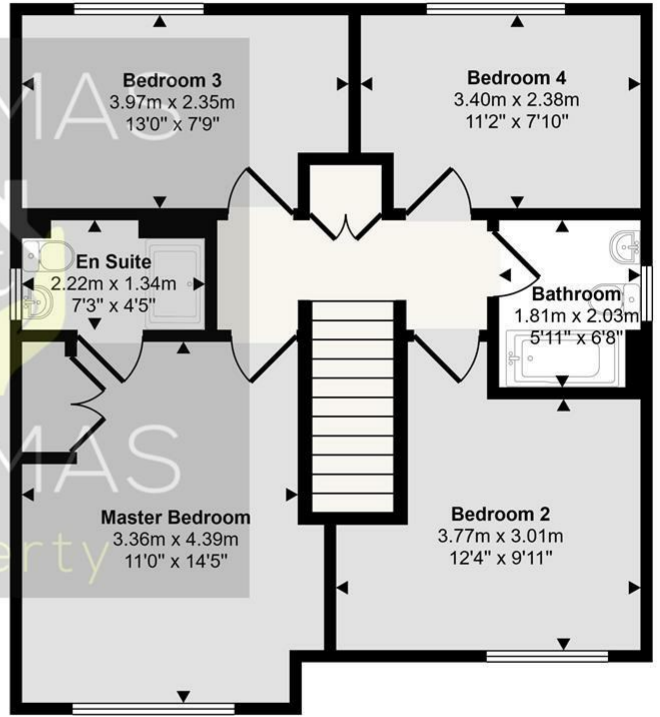 Bedroom 3
3.97m x 2.35m
13'0" x 7'9"
Bedroom 4
3.40m x 2.38m
11'2" x 7'10"
En Suite
2.22m x 1.34m
7'3" x 4'5"
Bathroom
1.81m x 2.03m
5'11" x 6'8"
Master Bedroom
3.36m x 4.39m
11'0" x 14'5"
Bedroom 2
3.77m x 3.01m
12'4" x 9'11"
MAS
&
MAS
erty